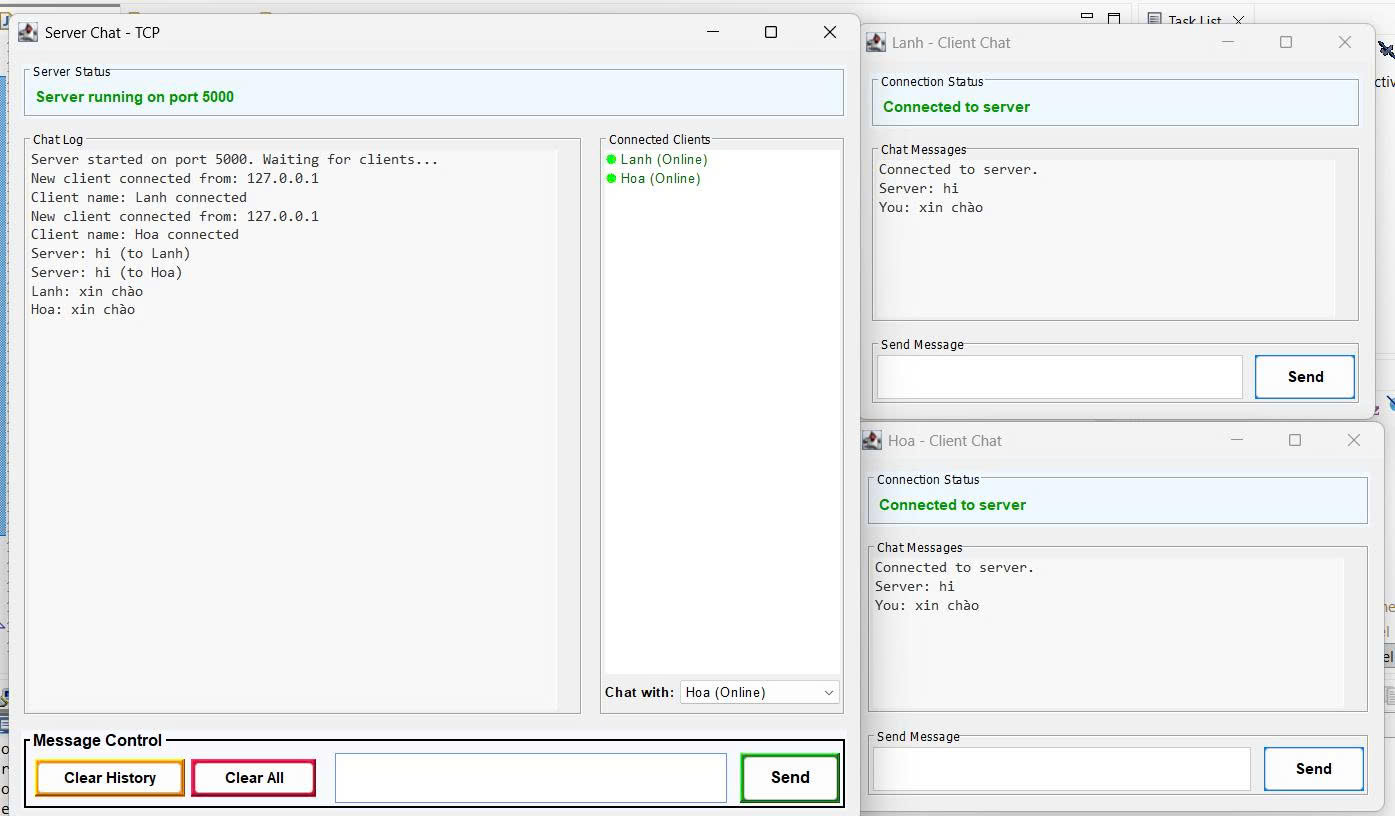 Server Chat - TCP
Server Status
Server running on port 5000
Chat Log
Server started on port 5000. Waiting for clients...
New client connected from: 127.0.0.1
Client name: Lanh connected
New client connected from: 127.0.0.1
Client name: Hoa connected
Server: hi (to Lanh)
Server: hi (to Hoa)
Lanh: xin chào
Hoa: xin chào
Connected Clients
Lanh (Online)
Hoa (Online)
Chat with: Hoa (Online)
Message Control
Clear History
Clear All
Send
Task List
Lanh - Client Chat
Connection Status
Connected to server
Chat Messages
Connected to server.
Server: hi
You: xin chào
Send Message
Send
Hoa - Client Chat
Connection Status
Connected to server
Chat Messages
Connected to server.
Server: hi
You: xin chào
Send Message
Send